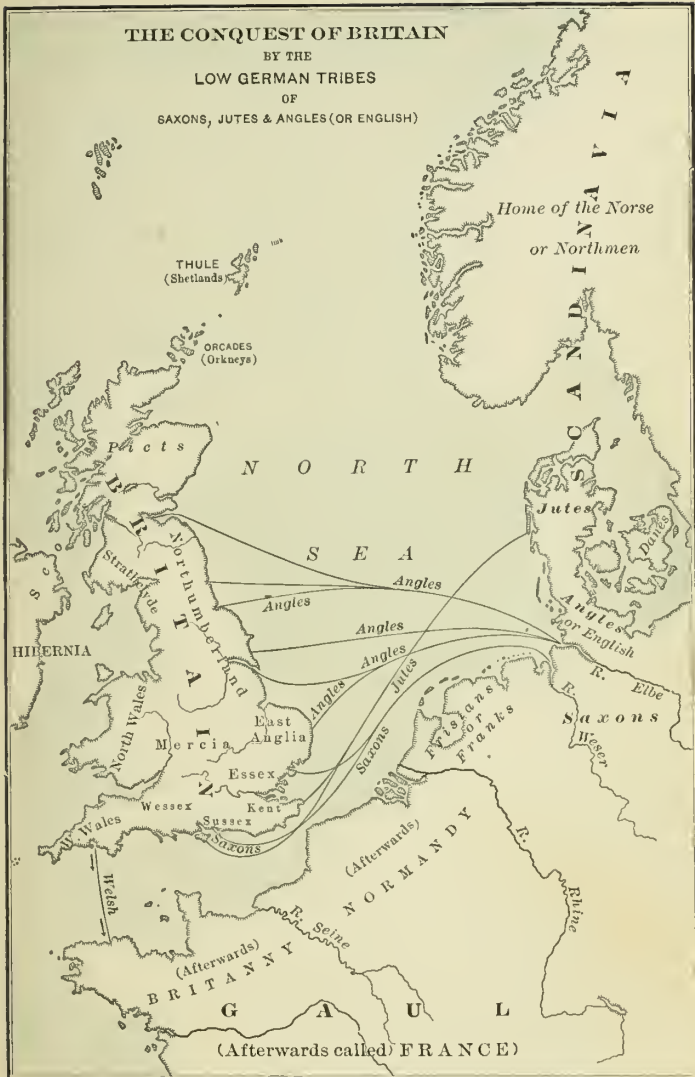 THE CONQUEST OF BRITAIN
BY THE
LOW GERMAN TRIBES
OF
SAXONS, JUTES & ANGLES (OR ENGLISH)
SCANDINAVIA
Home of the Norse
or Northmen
THULE
(Shetlands)
ORCADES
(Orkneys)
Picts
NORTH
SEA
BRITAIN
Jutes
Danes
Angles
or English
Strathclyde
Northumberland
Angles
Angles
Angles
Angles
Angles
Jutes
Saxons
Sc
HIBERNIA
R. Elbe
Saxons
R. Weser
Frisians
or
Franks
North Wales
Mercia
East
Anglia
Essex
Wessex
Kent
Sussex
W. Wales
Saxons
Welsh
(Afterwards)
NORMANDY
R. Rhine
R. Seine
(Afterwards)
BRITANNY
GAUL
(Afterwards called) FRANCE)